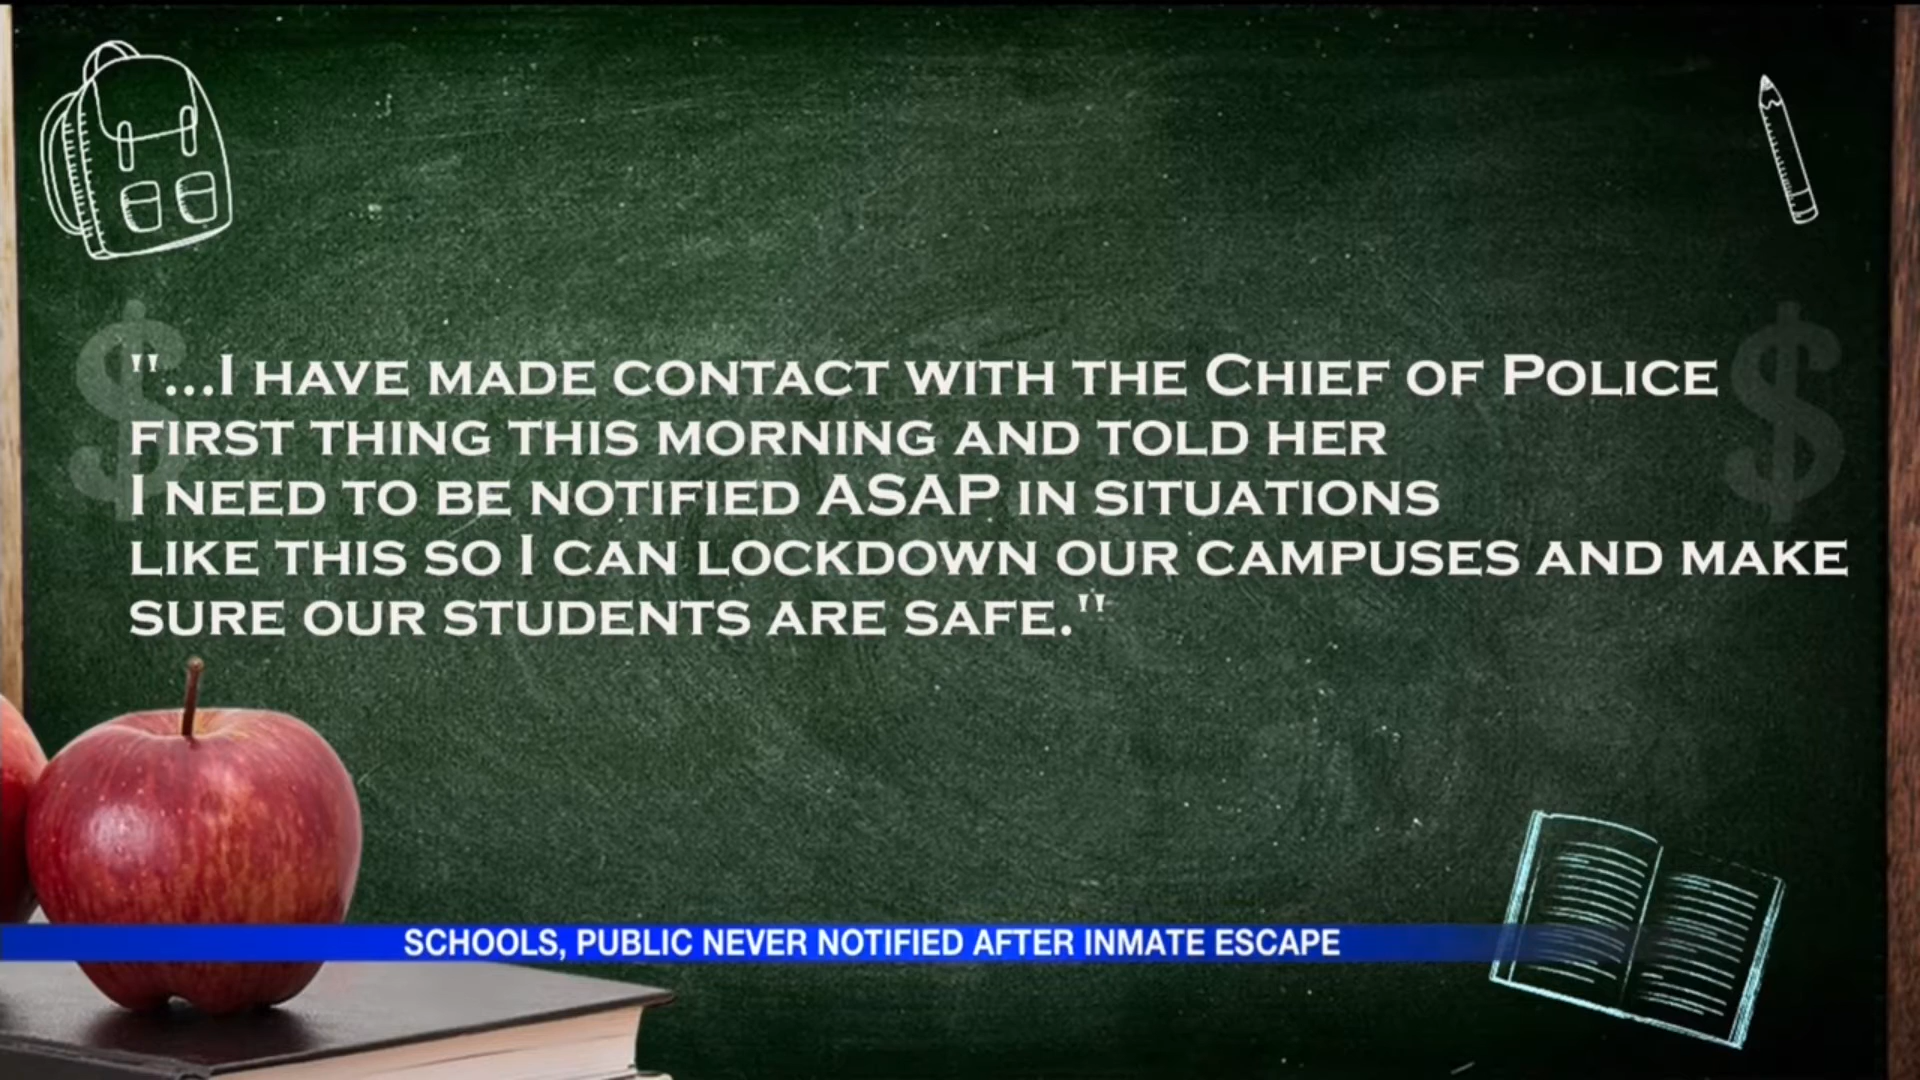 "...I HAVE MADE CONTACT WITH THE CHIEF OF POLICE
FIRST THING THIS MORNING AND TOLD HER
I NEED TO BE NOTIFIED ASAP IN SITUATIONS
LIKE THIS SO I CAN LOCKDOWN OUR CAMPUSES AND MAKE
SURE OUR STUDENTS ARE SAFE."
SCHOOLS, PUBLIC NEVER NOTIFIED AFTER INMATE ESCAPE